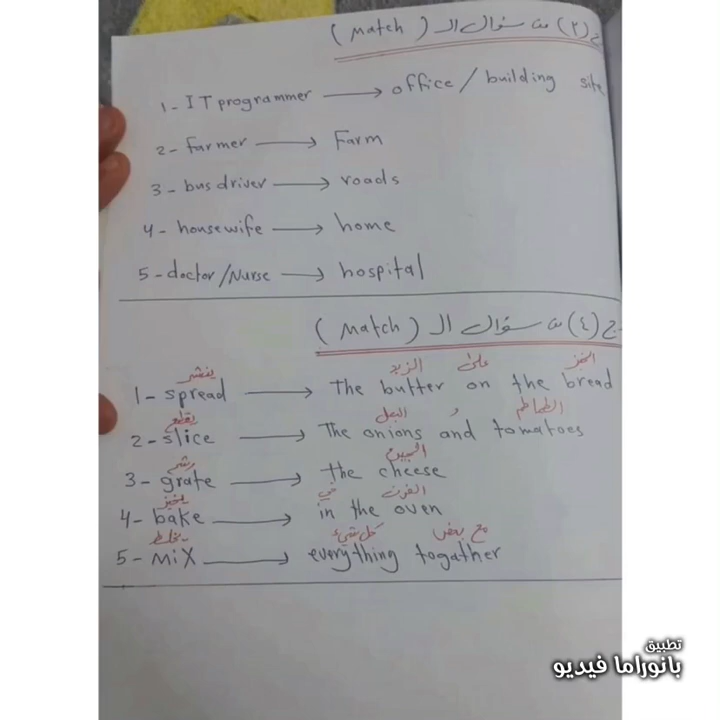 ج (٢) من سؤال الـ (Match)
1- IT programmer → office / building site
2- farmer → Farm
3- bus driver → roads
4- housewife → home
5- doctor/Nurse → hospital
ج (٤) من سؤال الـ (Match)
ينشر الزبد على الخبز
1- spread → The butter on the bread
يقطع البصل و الطماطم
2- slice → The onions and tomatoes
الجبن
3- grate → the cheese
يخبز في الفرن
4- bake → in the oven
يخلط كل شيء مع بعض
5- Mix → everything togather
تطبيق
بانوراما فيديو